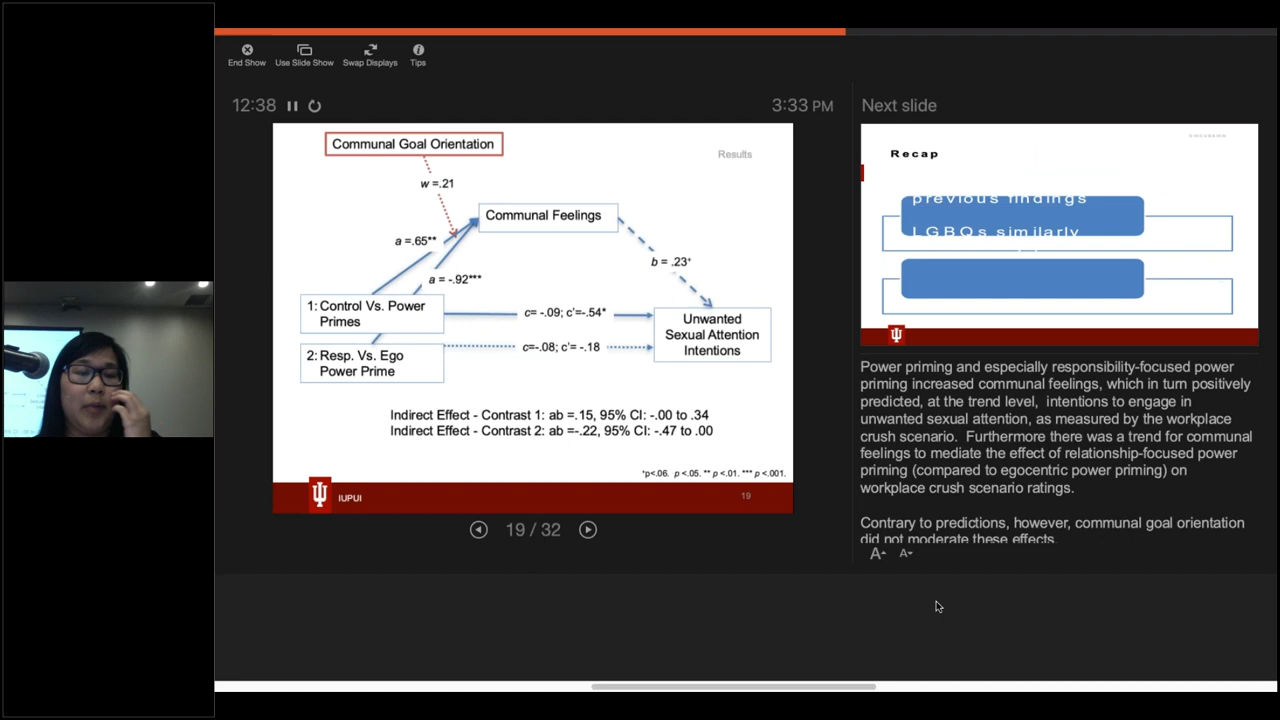 End Show
Use Slide Show
Swap Displays
Tips
12:38
3:33 PM
Communal Goal Orientation
Results
w =.21
Communal Feelings
a =.65**
b = .23⁺
a = -.92***
1: Control Vs. Power
Primes
c= -.09; c'=-.54*
Unwanted
Sexual Attention
Intentions
2: Resp. Vs. Ego
Power Prime
c=-.08; c'= -.18
Indirect Effect - Contrast 1: ab =.15, 95% CI: -.00 to .34
Indirect Effect - Contrast 2: ab =-.22, 95% CI: -.47 to .00
⁺p<.06. p <.05. ** p <.01. *** p <.001.
IUPUI
19
19 / 32
Next slide
Recap
previous findings
LGBQs similarly
Power priming and especially responsibility-focused power
priming increased communal feelings, which in turn positively
predicted, at the trend level, intentions to engage in
unwanted sexual attention, as measured by the workplace
crush scenario. Furthermore there was a trend for communal
feelings to mediate the effect of relationship-focused power
priming (compared to egocentric power priming) on
workplace crush scenario ratings.
Contrary to predictions, however, communal goal orientation
did not moderate these effects.
A
A